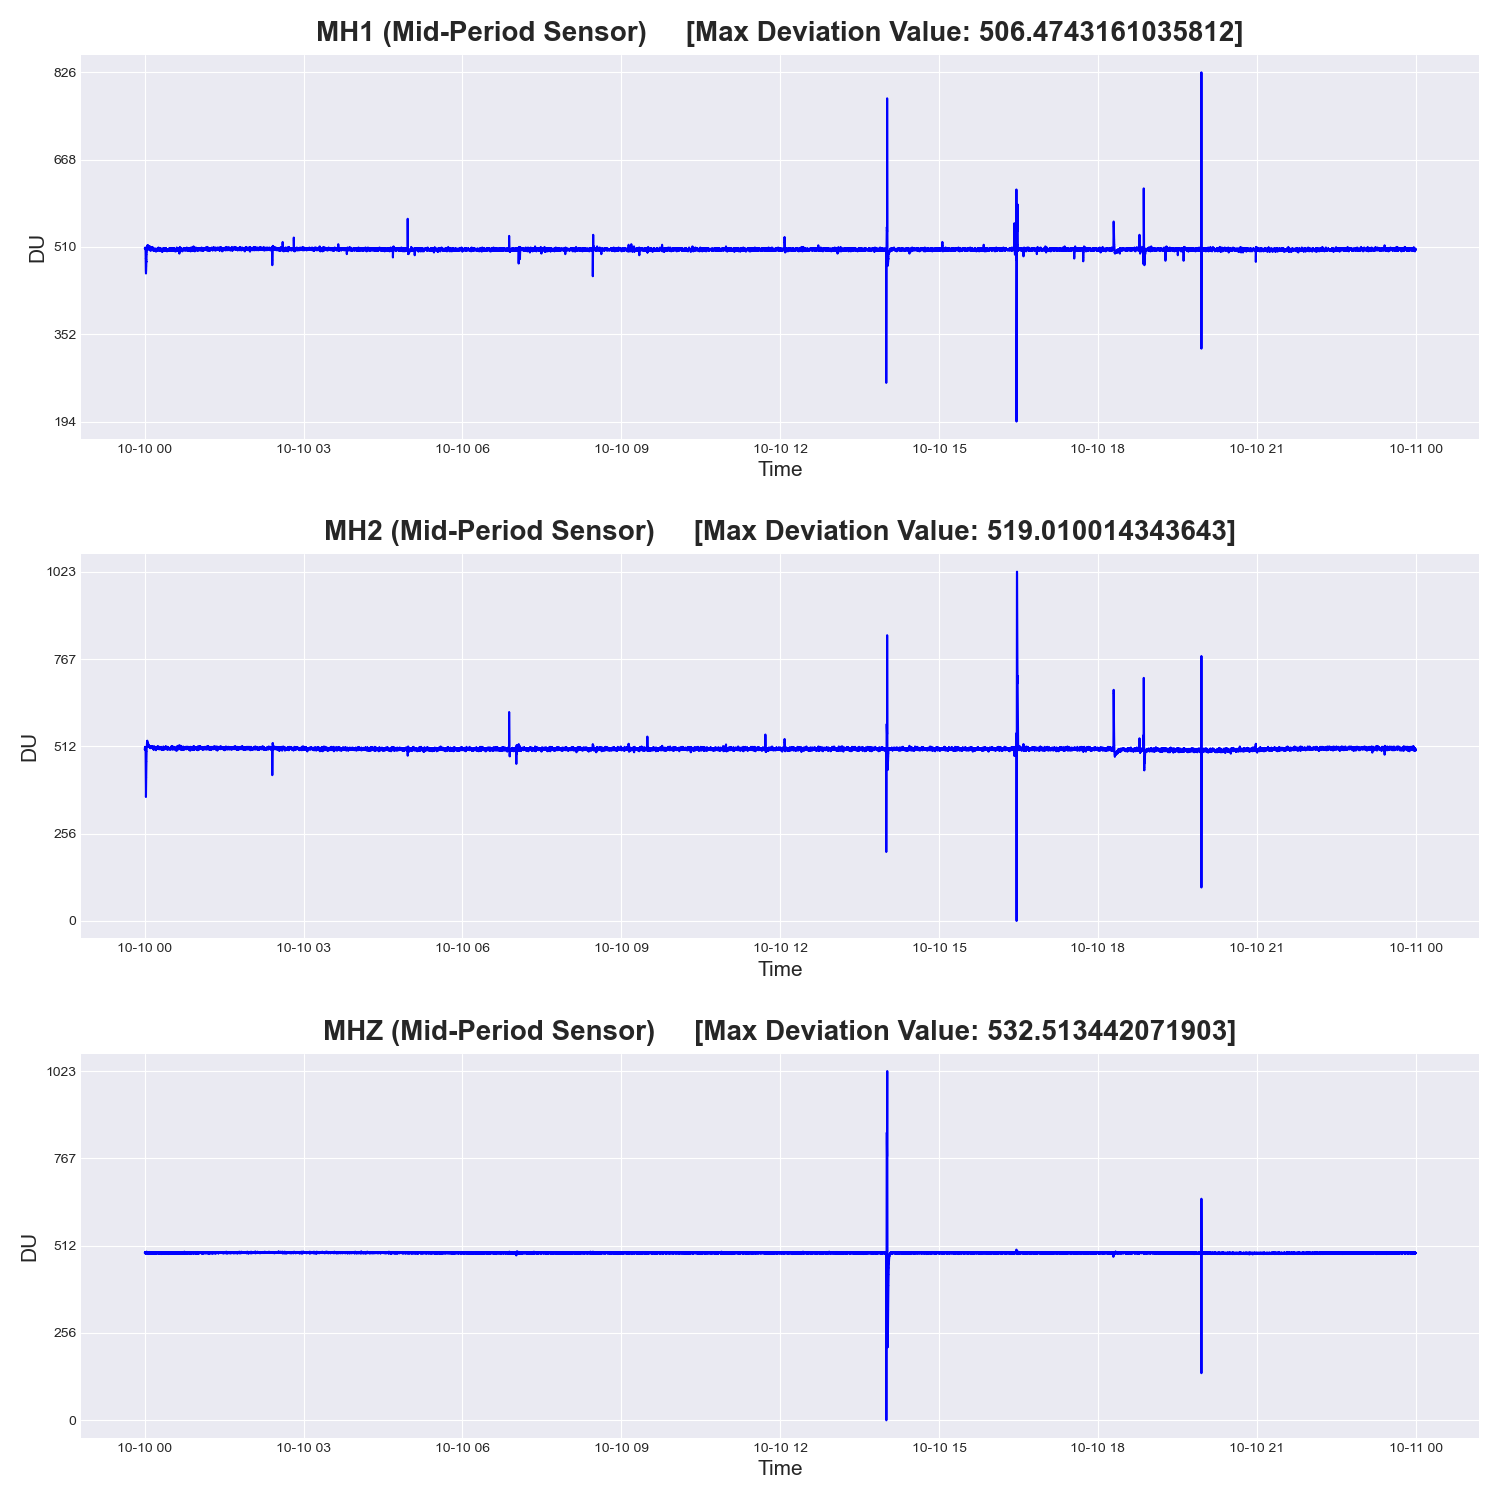 MH1 (Mid-Period Sensor) [Max Deviation Value: 506.4743161035812]
826
668
510
352
194
DU
10-10 00 10-10 03 10-10 06 10-10 09 10-10 12 10-10 15 10-10 18 10-10 21 10-11 00
Time
MH2 (Mid-Period Sensor) [Max Deviation Value: 519.010014343643]
1023
767
512
256
0
DU
10-10 00 10-10 03 10-10 06 10-10 09 10-10 12 10-10 15 10-10 18 10-10 21 10-11 00
Time
MHZ (Mid-Period Sensor) [Max Deviation Value: 532.513442071903]
1023
767
512
256
0
DU
10-10 00 10-10 03 10-10 06 10-10 09 10-10 12 10-10 15 10-10 18 10-10 21 10-11 00
Time